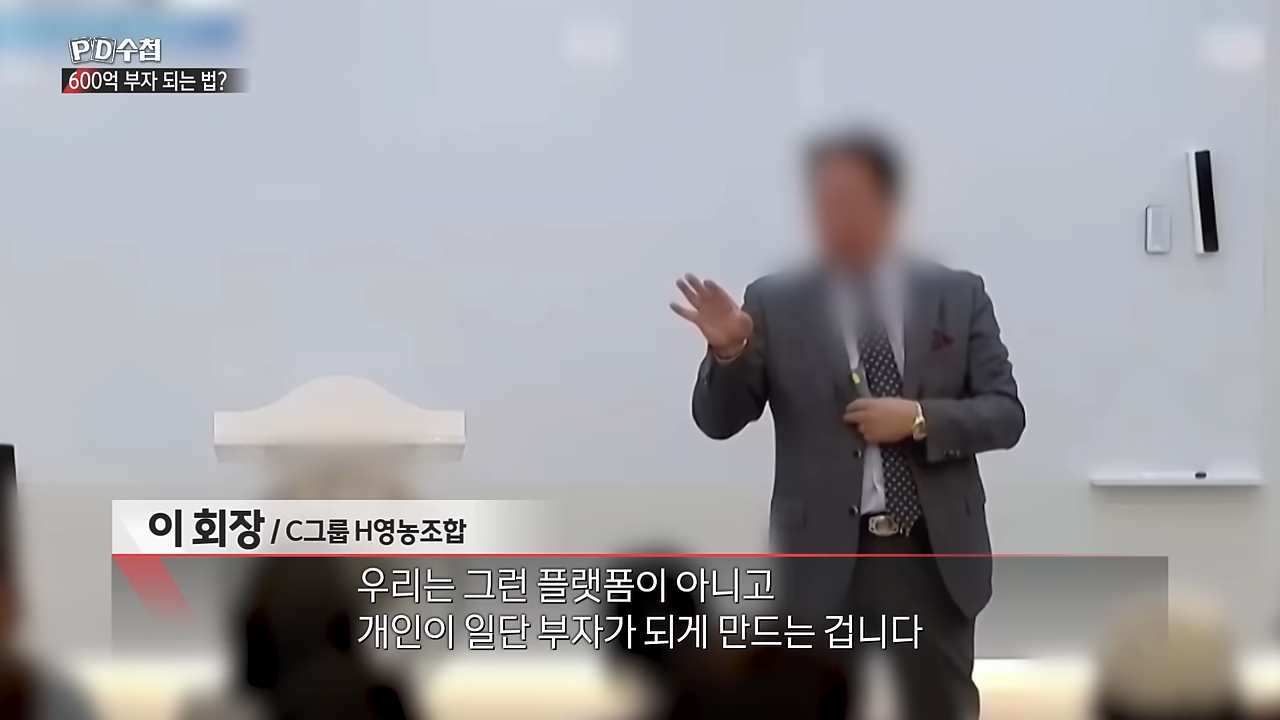 PD수첩
600억 부자 되는 법?
이 회장 / C그룹 H영농조합
우리는 그런 플랫폼이 아니고
개인이 일단 부자가 되게 만드는 겁니다